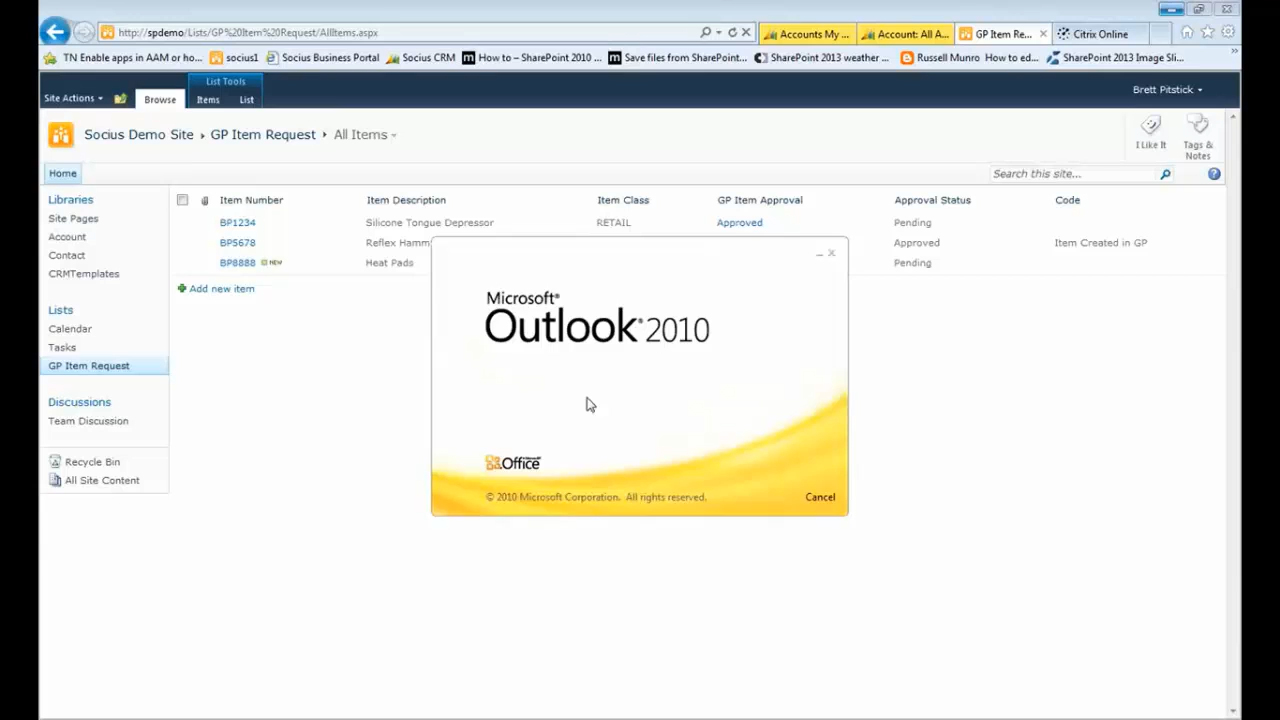 http://spdemo/Lists/GP%20Item%20Request/AllItems.aspx
Accounts My ...
Account: All A...
GP Item Re...
Citrix Online
TN Enable apps in AAM or ho...
socius1
Socius Business Portal
Socius CRM
How to – SharePoint 2010 ...
Save files from SharePoint...
SharePoint 2013 weather ...
Russell Munro How to ed...
SharePoint 2013 Image Sli...
List Tools
Site Actions
Browse
Items
List
Brett Pitstick
Socius Demo Site
GP Item Request
All Items
I Like It
Tags &
Notes
Home
Search this site...
Libraries
Site Pages
Account
Contact
CRMTemplates
Lists
Calendar
Tasks
GP Item Request
Discussions
Team Discussion
Recycle Bin
All Site Content
Item Number Item Description Item Class GP Item Approval Approval Status Code
BP1234 Silicone Tongue Depressor RETAIL Approved Pending
BP5678 Reflex Hamm Approved Item Created in GP
BP8888 NEW Heat Pads Pending
Add new item
Microsoft®
Outlook® 2010
Office
© 2010 Microsoft Corporation. All rights reserved.
Cancel